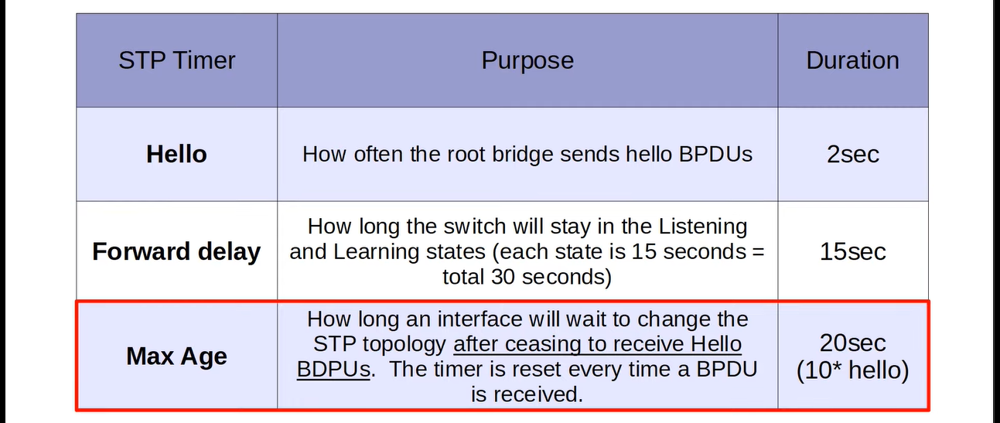 STP Timer
Purpose
Duration
Hello
How often the root bridge sends hello BPDUs
2sec
Forward delay
How long the switch will stay in the Listening
and Learning states (each state is 15 seconds =
total 30 seconds)
15sec
Max Age
How long an interface will wait to change the
STP topology after ceasing to receive Hello
BDPUs.  The timer is reset every time a BPDU
is received.
20sec
(10* hello)